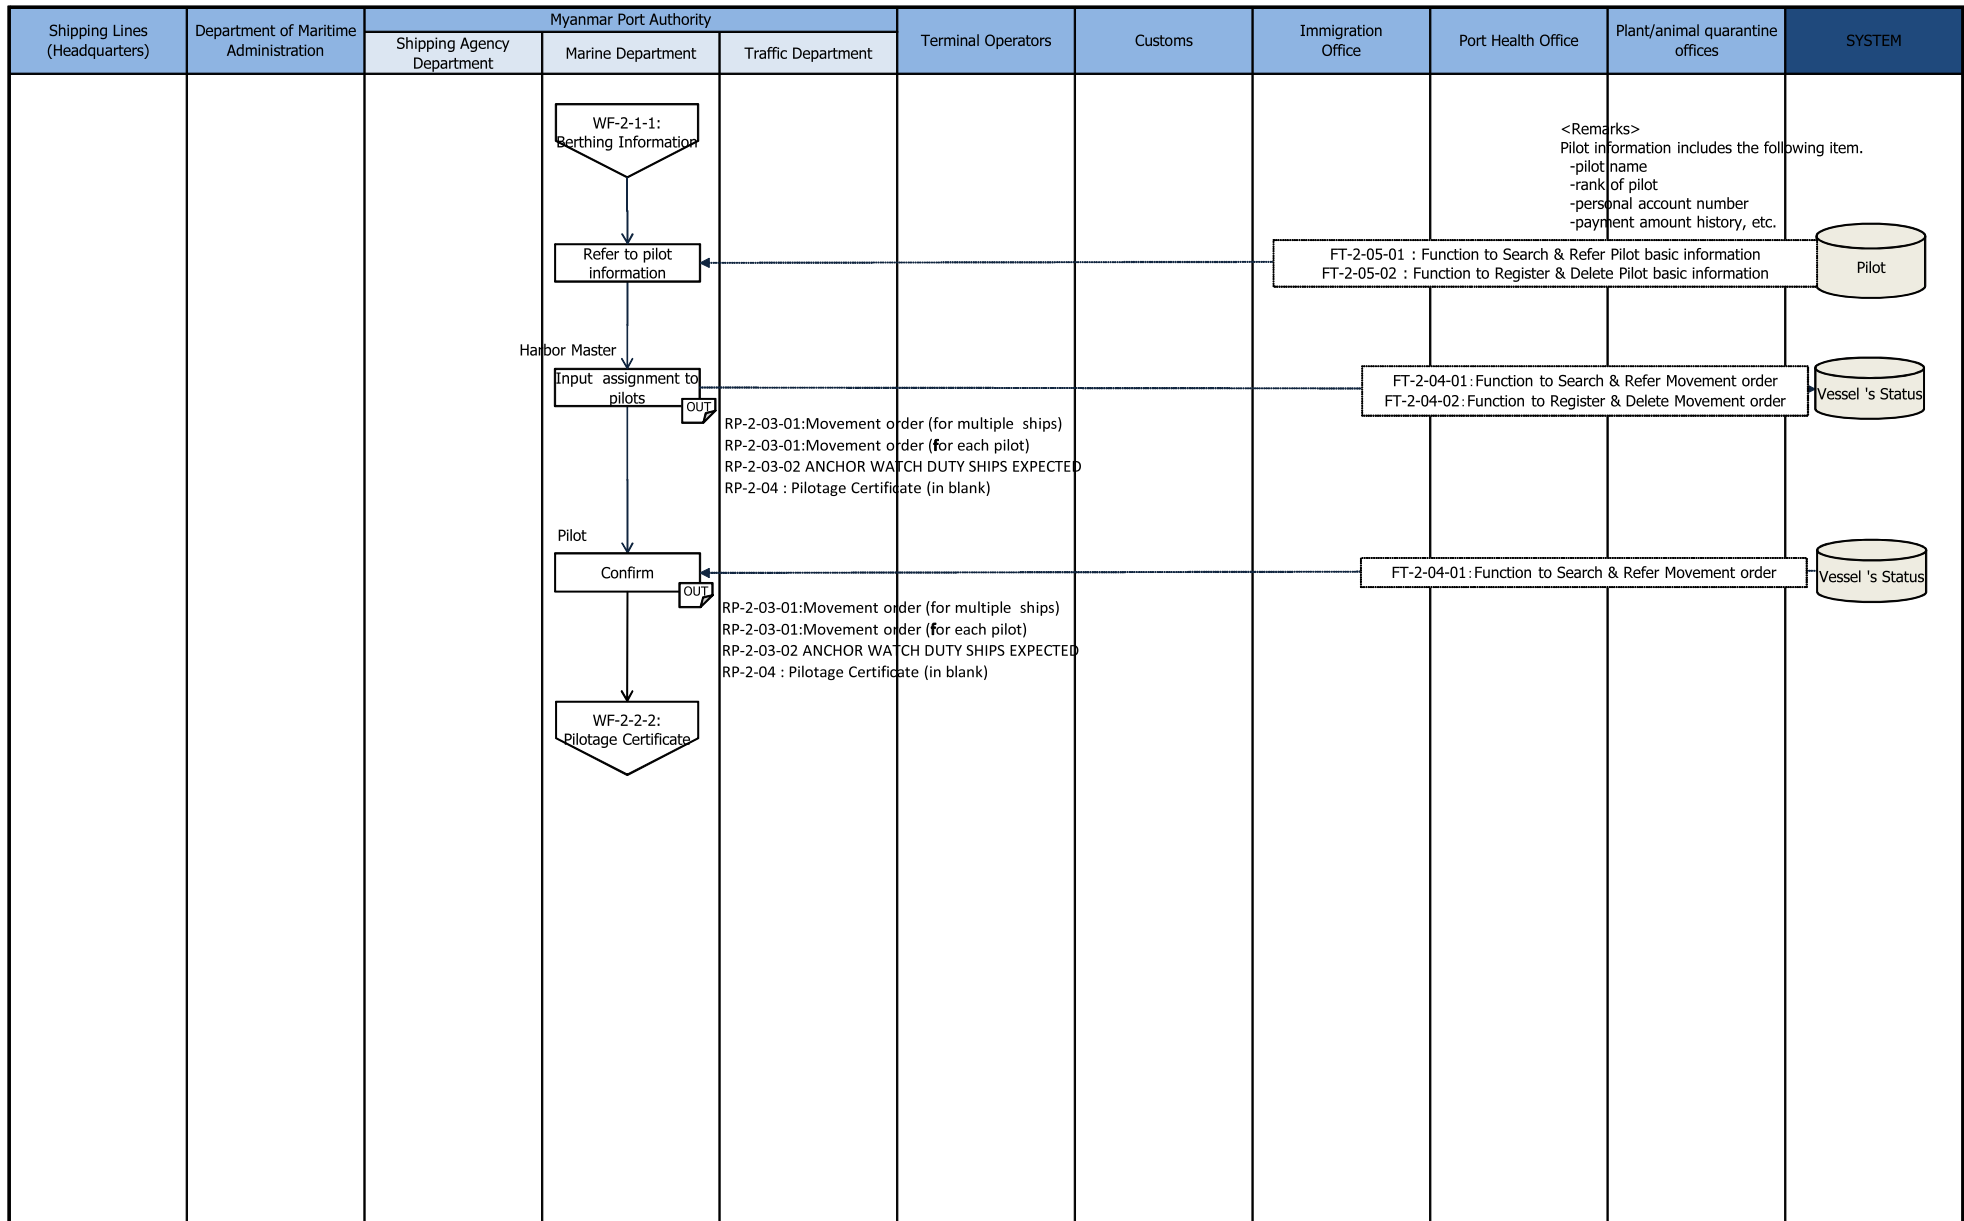 Shipping Lines
(Headquarters)
Department of Maritime
Administration
Myanmar Port Authority
Shipping Agency
Department
Marine Department
Traffic Department
Terminal Operators
Customs
Immigration
Office
Port Health Office
Plant/animal quarantine
offices
SYSTEM
WF-2-1-1:
Berthing Information
<Remarks>
Pilot information includes the following item.
-pilot name
-rank of pilot
-personal account number
-payment amount history, etc.
Refer to pilot
information
FT-2-05-01 : Function to Search & Refer Pilot basic information
FT-2-05-02 : Function to Register & Delete Pilot basic information
Pilot
Harbor Master
Input  assignment to
pilots
OUT
FT-2-04-01:Function to Search & Refer Movement order
FT-2-04-02:Function to Register & Delete Movement order
Vessel 's Status
RP-2-03-01:Movement order (for multiple  ships)
RP-2-03-01:Movement order (for each pilot)
RP-2-03-02 ANCHOR WATCH DUTY SHIPS EXPECTED
RP-2-04 : Pilotage Certificate (in blank)
Pilot
Confirm
OUT
FT-2-04-01:Function to Search & Refer Movement order
Vessel 's Status
RP-2-03-01:Movement order (for multiple  ships)
RP-2-03-01:Movement order (for each pilot)
RP-2-03-02 ANCHOR WATCH DUTY SHIPS EXPECTED
RP-2-04 : Pilotage Certificate (in blank)
WF-2-2-2:
Pilotage Certificate